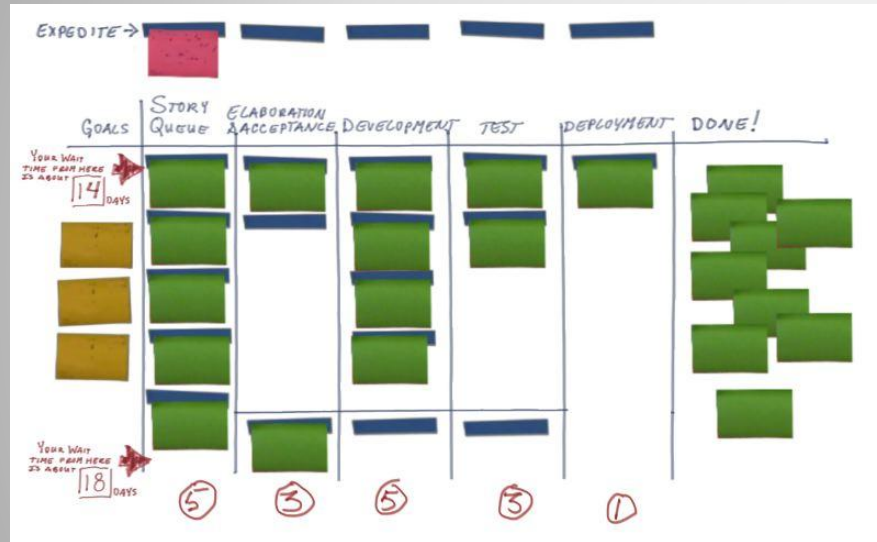 EXPEDITE →
GOALS
STORY
QUEUE
ELABORATION
& ACCEPTANCE
DEVELOPMENT
TEST
DEPLOYMENT
DONE!
YOUR WAIT
TIME FROM HERE
IS ABOUT
14 DAYS
YOUR WAIT
TIME FROM HERE
IS ABOUT
18 DAYS
5
3
5
3
1